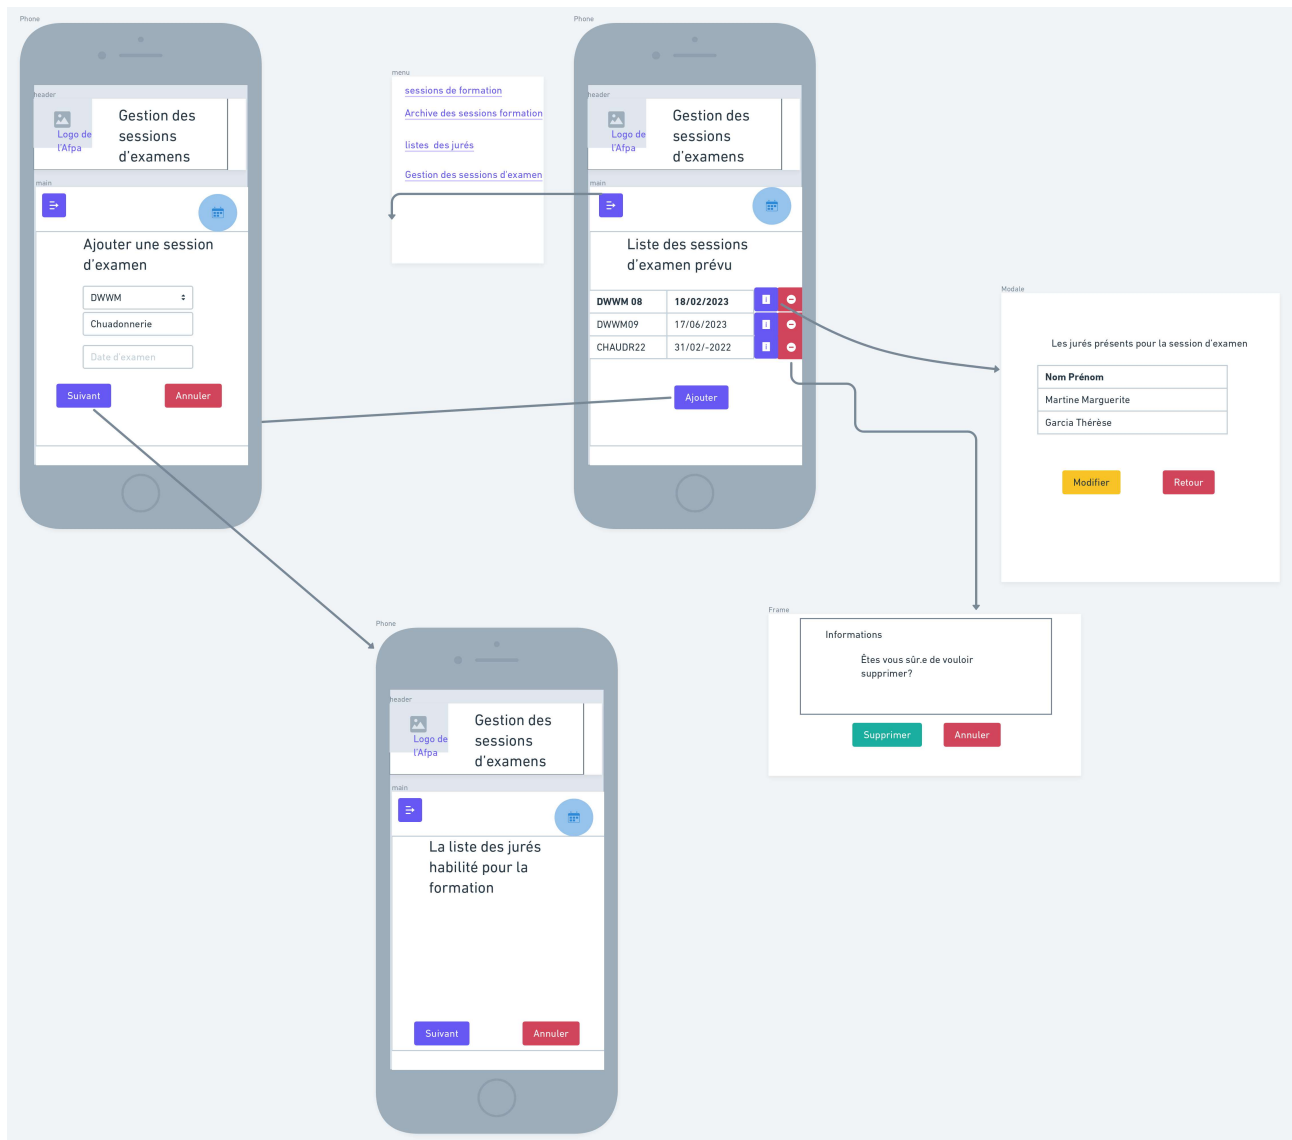 Phone
header
Logo de
l'Afpa
Gestion des
sessions
d'examens
main
Ajouter une session
d'examen
DWWM
Chuadonnerie
Date d'examen
Suivant
Annuler
menu
sessions de formation
Archive des sessions formation
listes des jurés
Gestion des sessions d'examen
Phone
header
Logo de
l'Afpa
Gestion des
sessions
d'examens
main
Liste des sessions
d'examen prévu
DWWM 08 18/02/2023
DWWM09 17/06/2023
CHAUDR22 31/02/-2022
Ajouter
Modale
Les jurés présents pour la session d'examen
Nom Prénom
Martine Marguerite
Garcia Thérèse
Modifier
Retour
Frame
Informations
Êtes vous sûr.e de vouloir
supprimer?
Supprimer
Annuler
Phone
header
Logo de
l'Afpa
Gestion des
sessions
d'examens
main
La liste des jurés
habilité pour la
formation
Suivant
Annuler